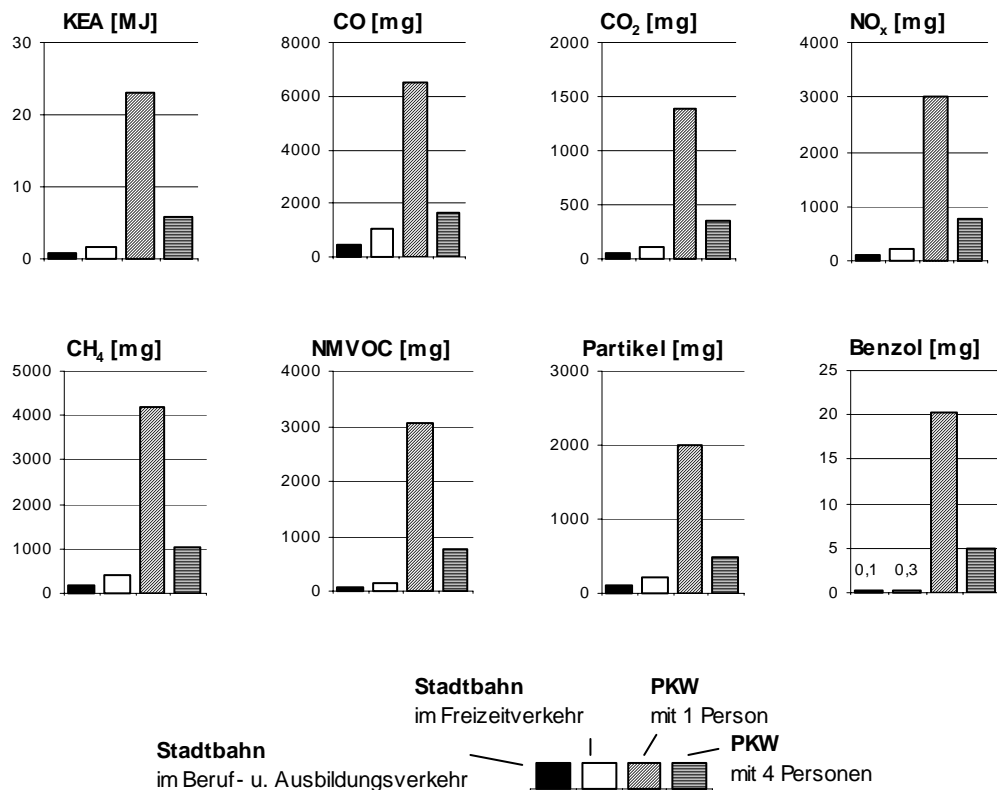 KEA [MJ]
30
20
10
0
CO [mg]
8000
6000
4000
2000
0
CO₂ [mg]
2000
1500
1000
500
0
NOₓ [mg]
4000
3000
2000
1000
0
CH₄ [mg]
5000
4000
3000
2000
1000
0
NMVOC [mg]
4000
3000
2000
1000
0
Partikel [mg]
3000
2000
1000
0
Benzol [mg]
25
20
15
10
5
0
0,1 0,3
Stadtbahn
im Freizeitverkehr
PKW
mit 1 Person
Stadtbahn
im Beruf- u. Ausbildungsverkehr
PKW
mit 4 Personen